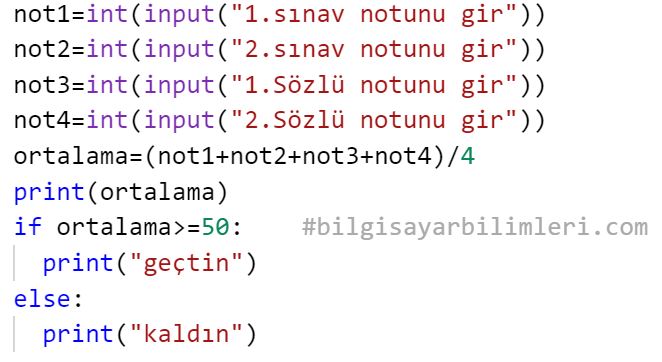 not1=int(input("1.sınav notunu gir"))
not2=int(input("2.sınav notunu gir"))
not3=int(input("1.Sözlü notunu gir"))
not4=int(input("2.Sözlü notunu gir"))
ortalama=(not1+not2+not3+not4)/4
print(ortalama)
if ortalama>=50:    #bilgisayarbilimleri.com
  print("geçtin")
else:
  print("kaldın")